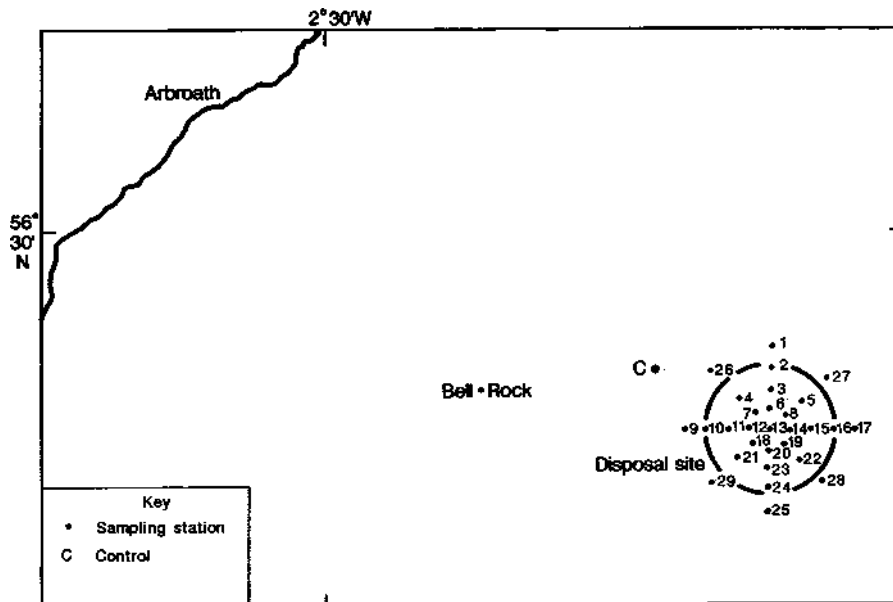 2°30'W
Arbroath
56°
30'
N
1
C
26
2
27
Bell Rock
3
4
5
6
7
8
9 10 11 12 13 14 15 16 17
18 19
20
21
22
Disposal site
23
29
24
28
25
Key
Sampling station
C Control